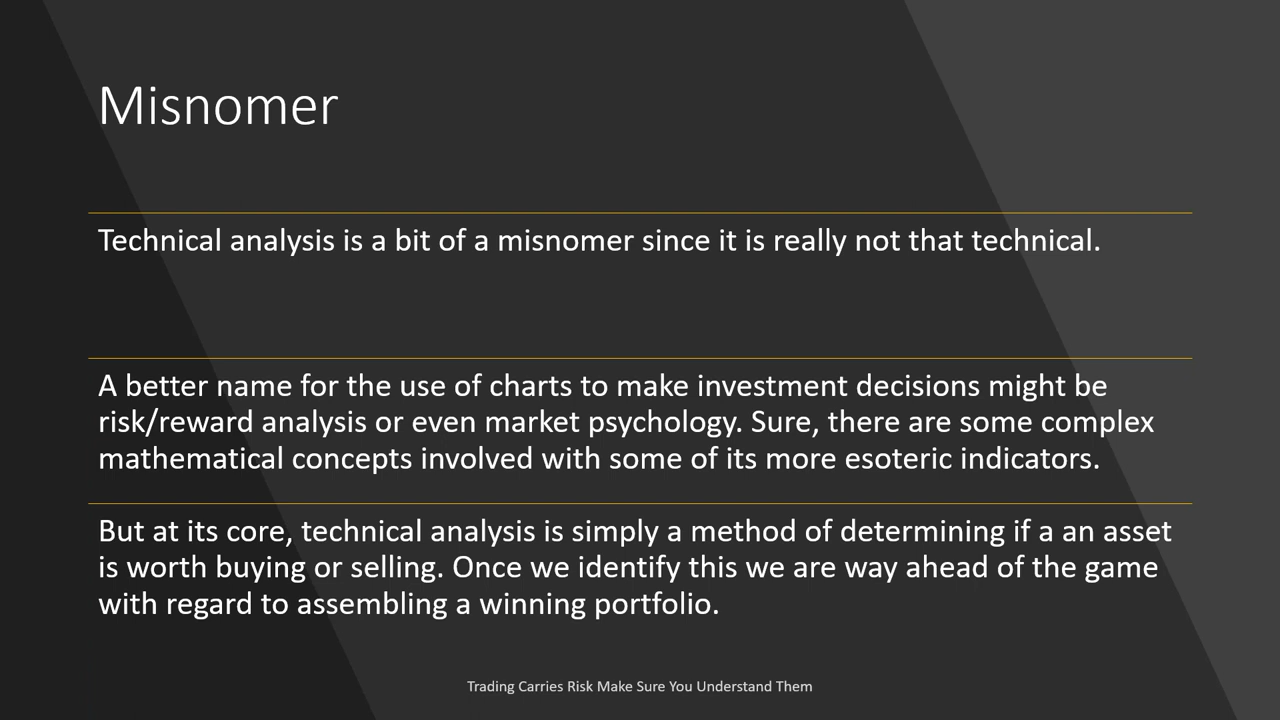 Misnomer
Technical analysis is a bit of a misnomer since it is really not that technical.
A better name for the use of charts to make investment decisions might be
risk/reward analysis or even market psychology. Sure, there are some complex
mathematical concepts involved with some of its more esoteric indicators.
But at its core, technical analysis is simply a method of determining if a an asset
is worth buying or selling. Once we identify this we are way ahead of the game
with regard to assembling a winning portfolio.
Trading Carries Risk Make Sure You Understand Them